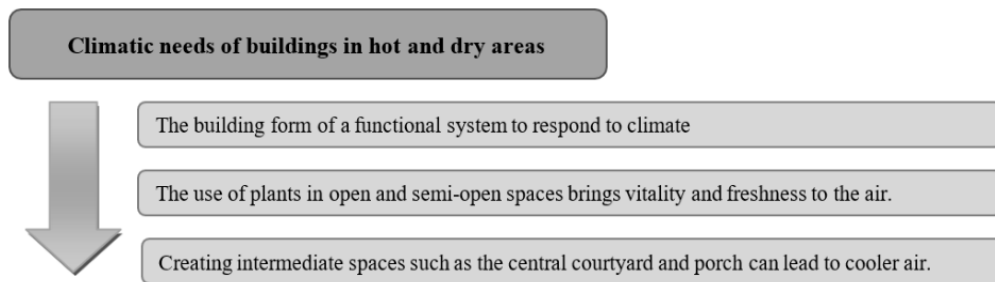 Climatic needs of buildings in hot and dry areas
The building form of a functional system to respond to climate
The use of plants in open and semi-open spaces brings vitality and freshness to the air.
Creating intermediate spaces such as the central courtyard and porch can lead to cooler air.